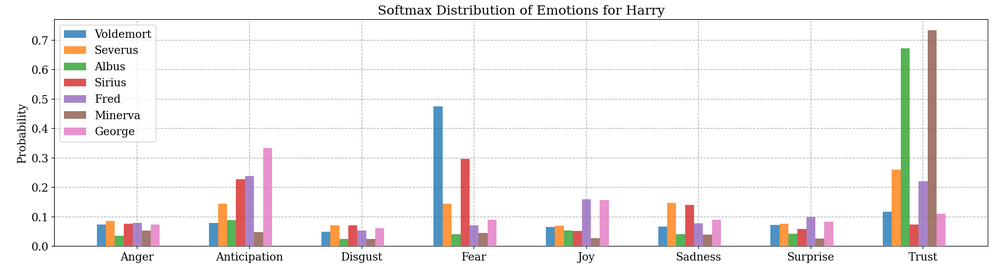 Softmax Distribution of Emotions for Harry
Probability
0.7
0.6
0.5
0.4
0.3
0.2
0.1
0.0
Voldemort
Severus
Albus
Sirius
Fred
Minerva
George
Anger Anticipation Disgust Fear Joy Sadness Surprise Trust